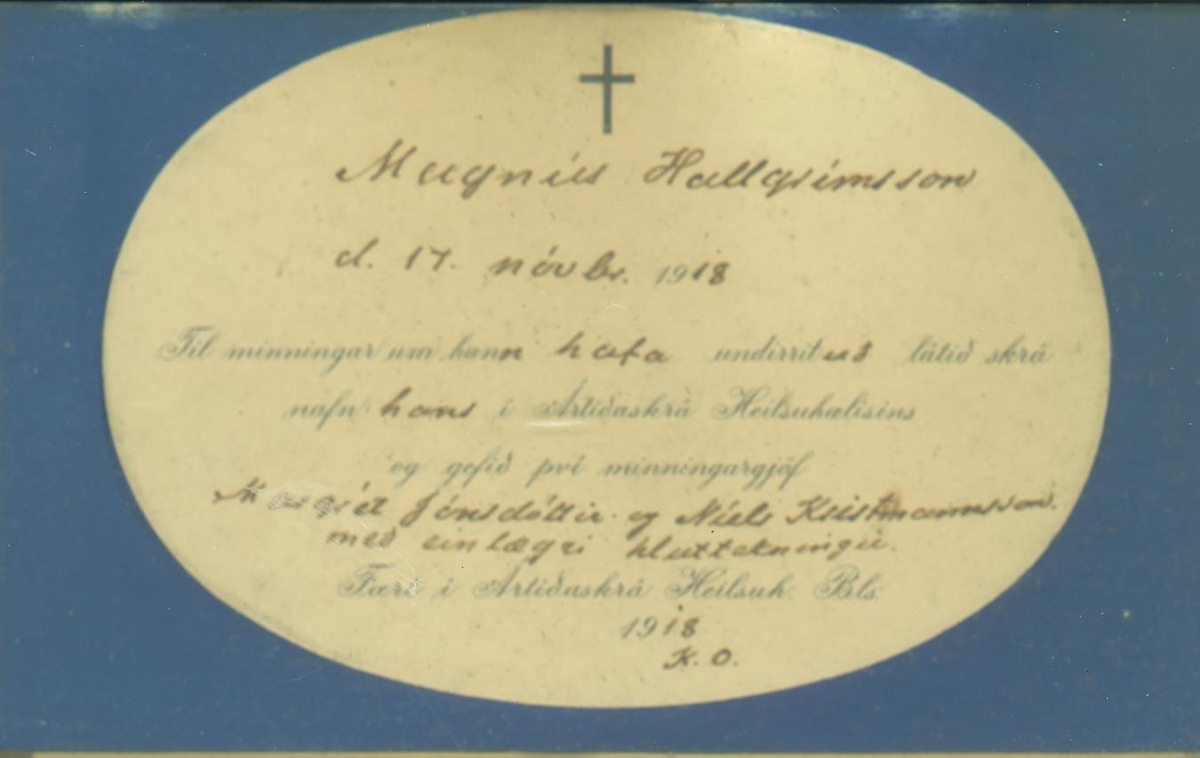 Magnús Hallgrímsson
d. 17. nóvbr. 1918
Til minningar um hann hafa undirrituð látið skrá
nafn hans í Ártíðaskrá Heilsuhælisins
og gefið því minningargjöf
Margrét Jónsdóttir og Níels Kristmannsson.
með einlægri hluttekningu.
Fært í Ártíðaskrá Heilsuh. Bls.
1918
K. O.